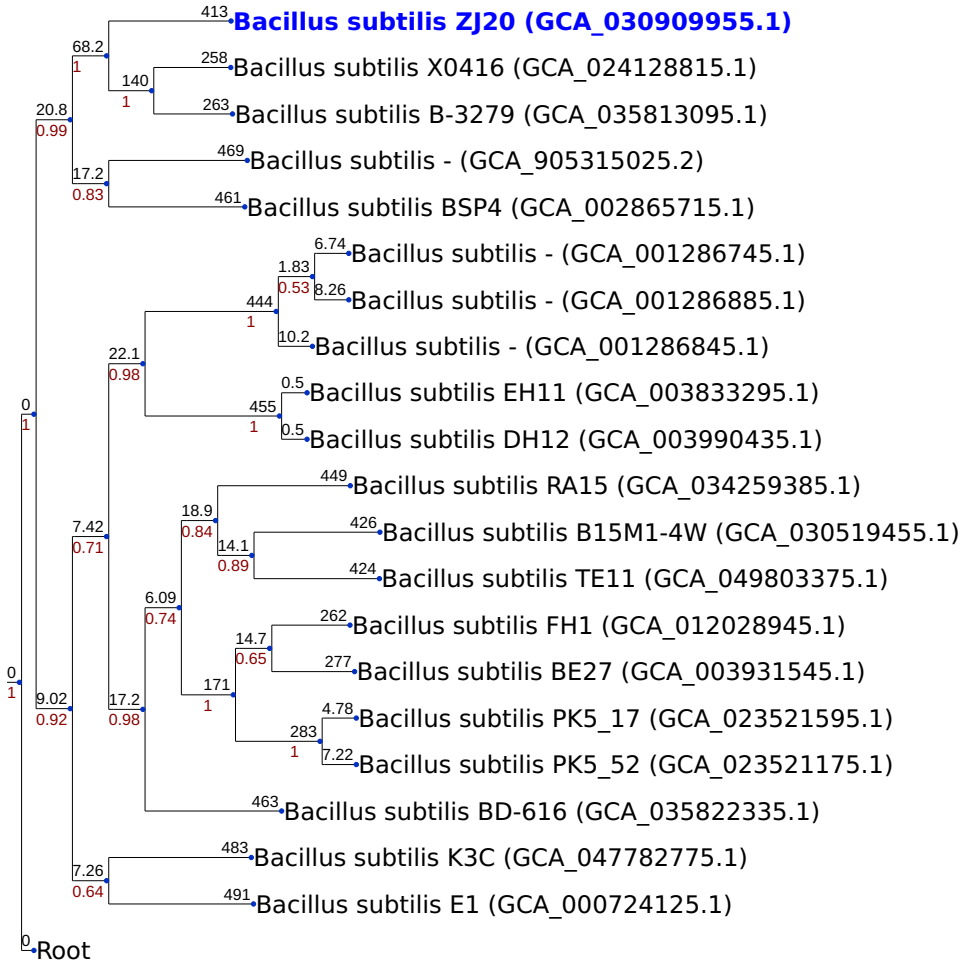 413
Bacillus subtilis ZJ20 (GCA_030909955.1)
68.2
1
258
Bacillus subtilis X0416 (GCA_024128815.1)
140
1
263
Bacillus subtilis B-3279 (GCA_035813095.1)
20.8
0.99
469
Bacillus subtilis - (GCA_905315025.2)
17.2
0.83
461
Bacillus subtilis BSP4 (GCA_002865715.1)
6.74
Bacillus subtilis - (GCA_001286745.1)
1.83
0.53
8.26
Bacillus subtilis - (GCA_001286885.1)
444
1
10.2
Bacillus subtilis - (GCA_001286845.1)
22.1
0.98
0.5
Bacillus subtilis EH11 (GCA_003833295.1)
455
1
0.5
Bacillus subtilis DH12 (GCA_003990435.1)
0
1
449
Bacillus subtilis RA15 (GCA_034259385.1)
18.9
0.84
426
Bacillus subtilis B15M1-4W (GCA_030519455.1)
14.1
0.89
424
Bacillus subtilis TE11 (GCA_049803375.1)
7.42
0.71
6.09
0.74
262
Bacillus subtilis FH1 (GCA_012028945.1)
14.7
0.65
277
Bacillus subtilis BE27 (GCA_003931545.1)
171
1
4.78
Bacillus subtilis PK5_17 (GCA_023521595.1)
283
1
7.22
Bacillus subtilis PK5_52 (GCA_023521175.1)
0
1
9.02
0.92
17.2
0.98
463
Bacillus subtilis BD-616 (GCA_035822335.1)
483
Bacillus subtilis K3C (GCA_047782775.1)
7.26
0.64
491
Bacillus subtilis E1 (GCA_000724125.1)
0
Root